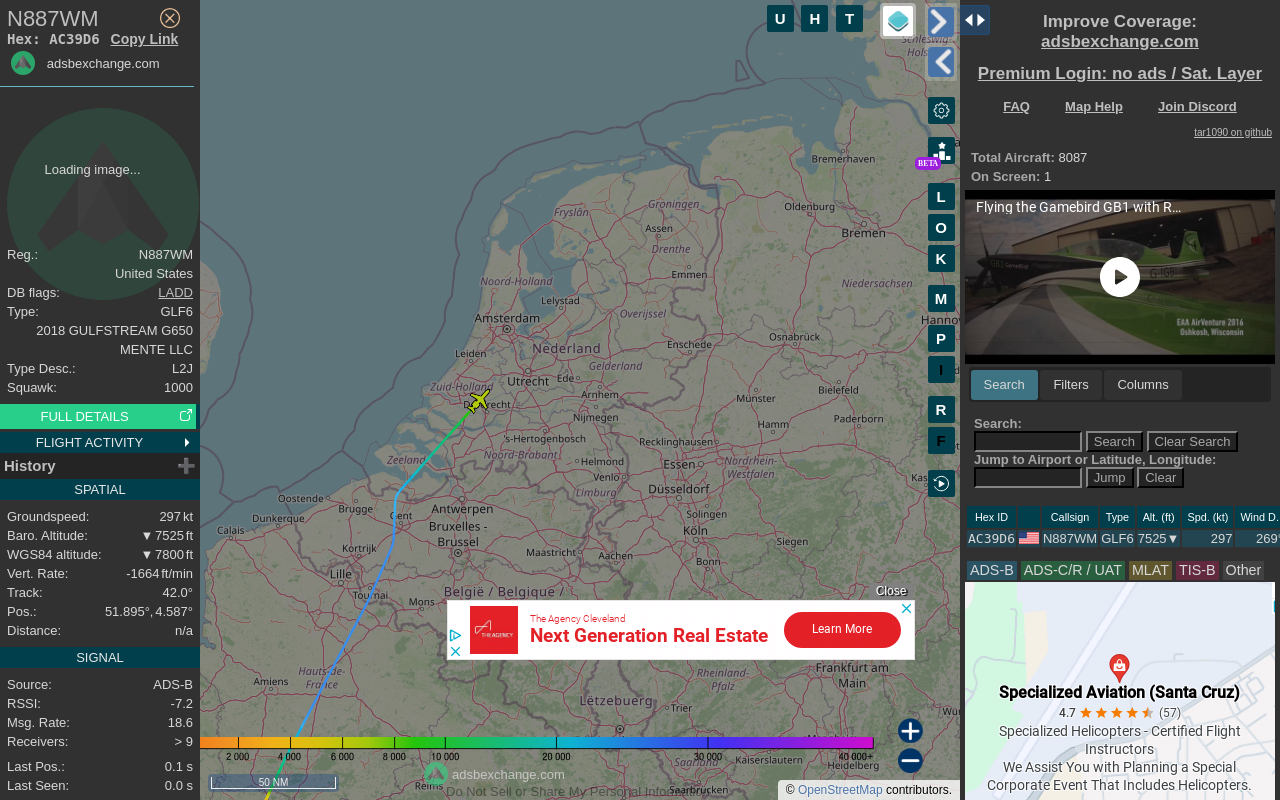 N887WM
Hex: AC39D6 Copy Link
adsbexchange.com
Loading image...
Reg.: N887WM
United States
DB flags: LADD
Type: GLF6
2018 GULFSTREAM G650
MENTE LLC
Type Desc.: L2J
Squawk: 1000
FULL DETAILS
FLIGHT ACTIVITY
History
SPATIAL
Groundspeed: 297 kt
Baro. Altitude: ▼ 7525 ft
WGS84 altitude: ▼ 7800 ft
Vert. Rate: -1664 ft/min
Track: 42.0°
Pos.: 51.895°, 4.587°
Distance: n/a
SIGNAL
Source: ADS-B
RSSI: -7.2
Msg. Rate: 18.6
Receivers: > 9
Last Pos.: 0.1 s
Last Seen: 0.0 s
U H T
BETA
L
O
K
M
P
I
R
F
Schleswig-
Bremerhaven
Fryslân
Groningen
Oldenburg
Assen
Bremen
Drenthe
Emmen
Noord-Holland
Niedersachsen
Lelystad
Overijssel
Amsterdam
Hannov
Osnabrück
Enschede
Nederland
Leiden
Gelderland
Utrecht
Ede
Zuid-Holland
Arnhem
Bielefeld
Münster
Nijmegen
Paderborn
Hamm
's-Hertogenbosch
Recklinghausen
Noord-Brabant
Zeeland
Helmond
Essen
Nordrhein-
Westfalen
Venlo
Limburg
Düsseldorf
Oostende
Brugge
Antwerpen
Gent
Dunkerque
Solingen
Calais
Bruxelles -
Brussel
Köln
Siegen
Kortrijk
Maastricht
Aachen
Bonn
Lille
Tournai
Mons
België / Belgique /
Hauts-de-
France
Amiens
Rheinland-
Pfalz
Frankfurt am
Main
Lëtzebuerg
Trier
Mannheim
Kaiserslautern
Heidelberg
Saarland
Saarbrücken
Reims
Close
The Agency Cleveland
Next Generation Real Estate
Learn More
THE AGENCY
2 000 4 000 6 000 8 000 10 000 20 000 30 000 40 000+
50 NM
adsbexchange.com
Do Not Sell or Share My Personal Information
© OpenStreetMap contributors.
Improve Coverage:
adsbexchange.com
Premium Login: no ads / Sat. Layer
FAQ Map Help Join Discord
tar1090 on github
Total Aircraft: 8087
On Screen: 1
Flying the Gamebird GB1 with R...
EAA AirVenture 2016
Oshkosh, Wisconsin
Search Filters Columns
Search:
Search Clear Search
Jump to Airport or Latitude, Longitude:
Jump Clear
Hex ID Callsign Type Alt. (ft) Spd. (kt) Wind D.
AC39D6 N887WM GLF6 7525▼ 297 269°
ADS-B ADS-C/R / UAT MLAT TIS-B Other
Specialized Aviation (Santa Cruz)
4.7 (57)
Specialized Helicopters - Certified Flight
Instructors
We Assist You with Planning a Special
Corporate Event That Includes Helicopters.